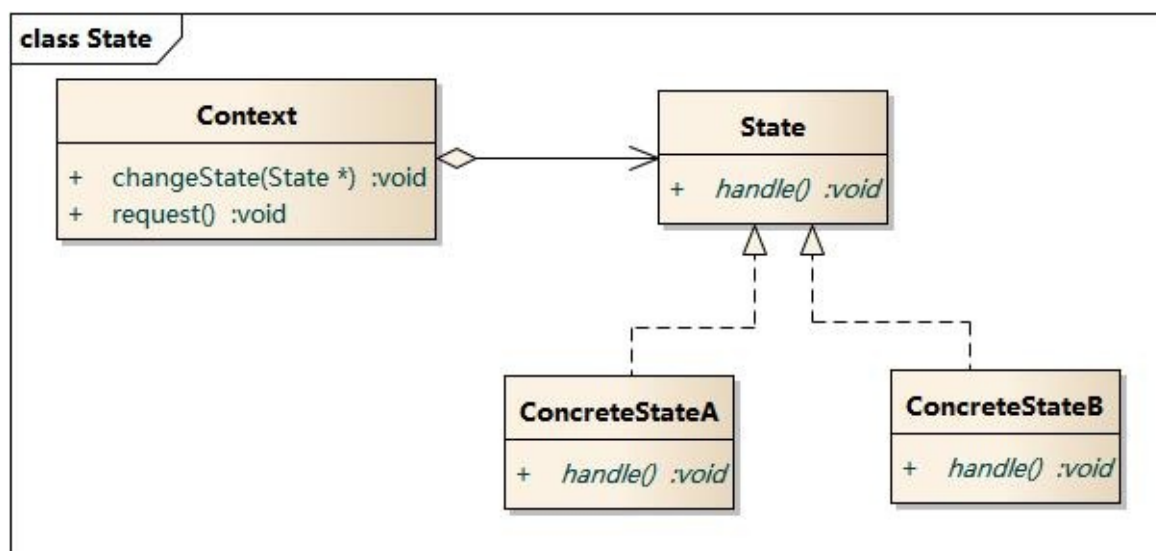 class State
Context
+ changeState(State *) :void
+ request() :void
State
+ handle() :void
ConcreteStateA
+ handle() :void
ConcreteStateB
+ handle() :void